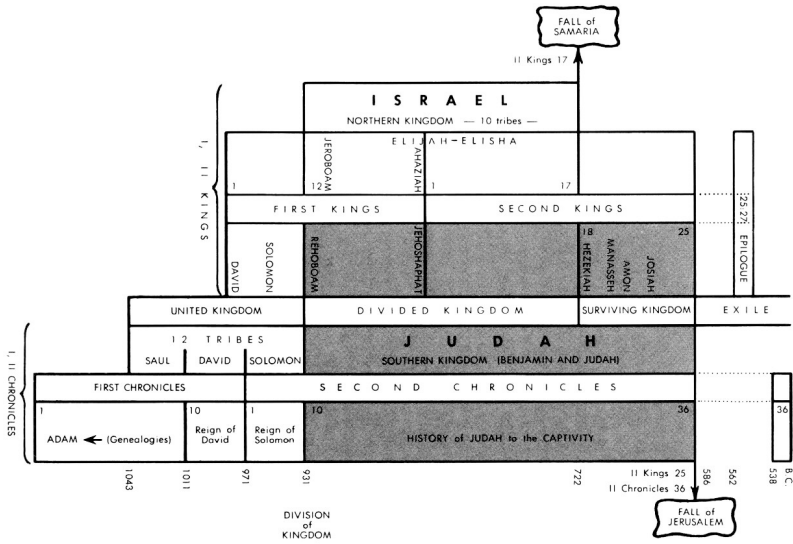 FALL of
SAMARIA
II Kings 17
I S R A E L
NORTHERN KINGDOM — 10 tribes —
ELIJAH–ELISHA
JEROBOAM
AHAZIAH
1
12
1
17
I, II KINGS
FIRST KINGS
SECOND KINGS
25:27
EPILOGUE
DAVID
SOLOMON
REHOBOAM
JEHOSHAPHAT
18
25
HEZEKIAH
MANASSEH
AMON
JOSIAH
UNITED KINGDOM
DIVIDED KINGDOM
SURVIVING KINGDOM
EXILE
I, II CHRONICLES
12 TRIBES
SAUL
DAVID
SOLOMON
J U D A H
SOUTHERN KINGDOM (BENJAMIN AND JUDAH)
FIRST CHRONICLES
SECOND CHRONICLES
1
10
1
10
36
36
ADAM ← (Genealogies)
Reign of
David
Reign of
Solomon
HISTORY of JUDAH to the CAPTIVITY
1043
1011
971
931
722
586
562
538
B.C.
II Kings 25
II Chronicles 36
DIVISION
of
KINGDOM
FALL of
JERUSALEM